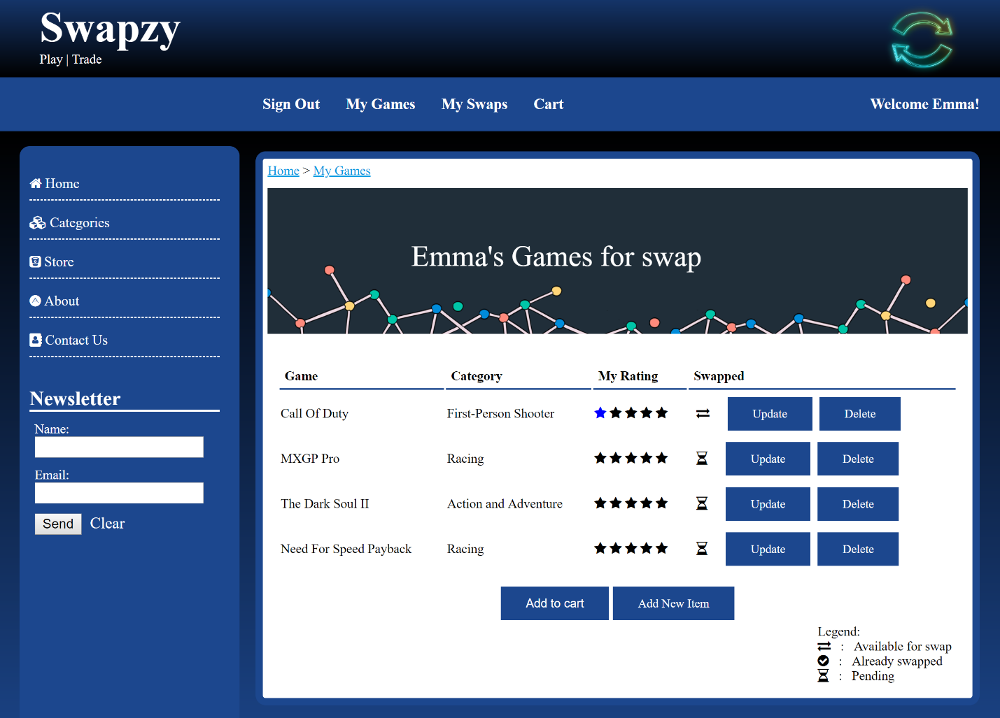 Swapzy
Play | Trade
Sign Out My Games My Swaps Cart Welcome Emma!
Home
Categories
Store
About
Contact Us
Newsletter
Name:
Email:
Send Clear
Home > My Games
Emma's Games for swap
Game Category My Rating Swapped
Call Of Duty First-Person Shooter Update Delete
MXGP Pro Racing Update Delete
The Dark Soul II Action and Adventure Update Delete
Need For Speed Payback Racing Update Delete
Add to cart Add New Item
Legend:
: Available for swap
: Already swapped
: Pending